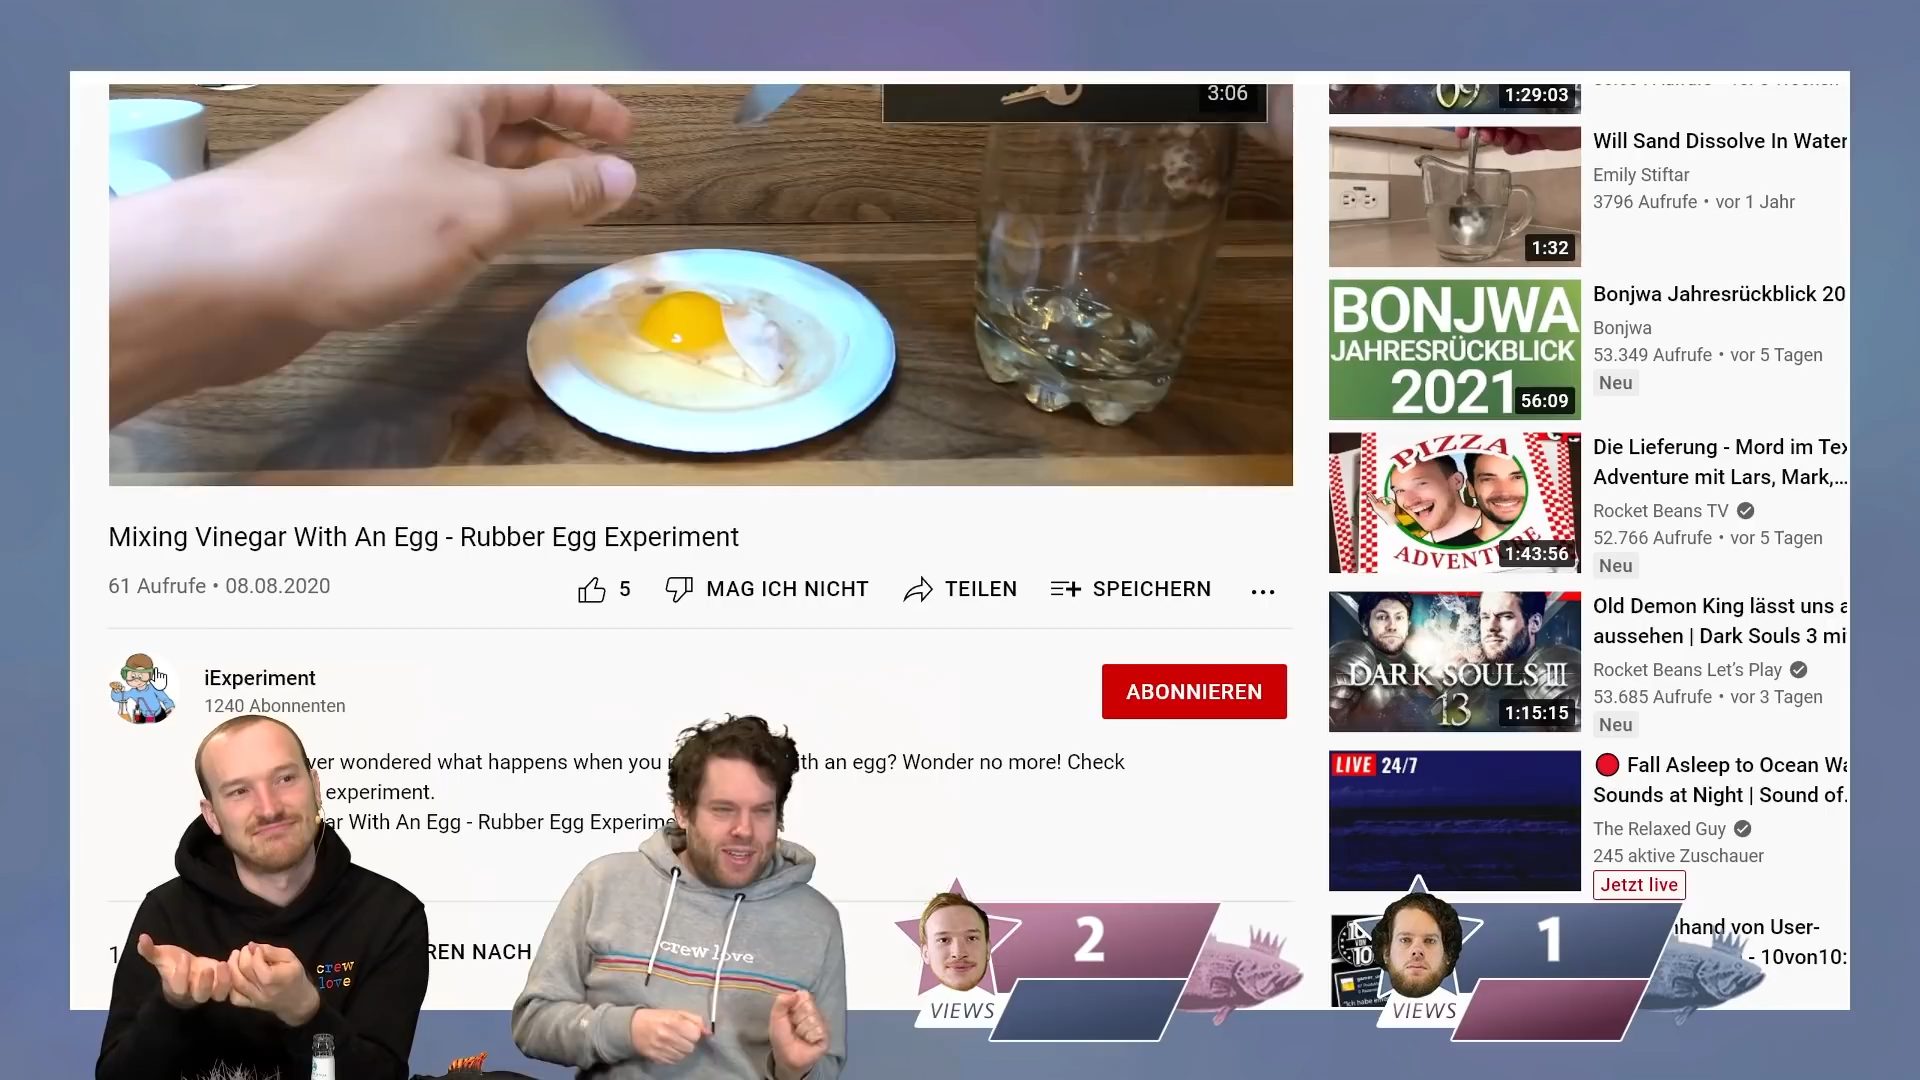 3:06
1:29:03
Will Sand Dissolve In Water
Emily Stiftar
3796 Aufrufe • vor 1 Jahr
1:32
BONJWA
JAHRESRÜCKBLICK
2021
56:09
Bonjwa Jahresrückblick 20
Bonjwa
53.349 Aufrufe • vor 5 Tagen
Neu
PIZZA
ADVENTURE
1:43:56
Die Lieferung - Mord im Tex
Adventure mit Lars, Mark,...
Rocket Beans TV
52.766 Aufrufe • vor 5 Tagen
Neu
DARK SOULS III
13
1:15:15
Old Demon King lässt uns a
aussehen | Dark Souls 3 mi
Rocket Beans Let's Play
53.685 Aufrufe • vor 3 Tagen
Neu
LIVE 24/7
Fall Asleep to Ocean Wa
Sounds at Night | Sound of.
The Relaxed Guy
245 aktive Zuschauer
Jetzt live
nhand von User-
- 10von10:
Mixing Vinegar With An Egg - Rubber Egg Experiment
61 Aufrufe • 08.08.2020
5
MAG ICH NICHT
TEILEN
SPEICHERN
iExperiment
1240 Abonnenten
ABONNIEREN
ver wondered what happens when you
th an egg? Wonder no more! Check
experiment.
ar With An Egg - Rubber Egg Experime
REN NACH
crew
love
crew love
2
VIEWS
1
VIEWS